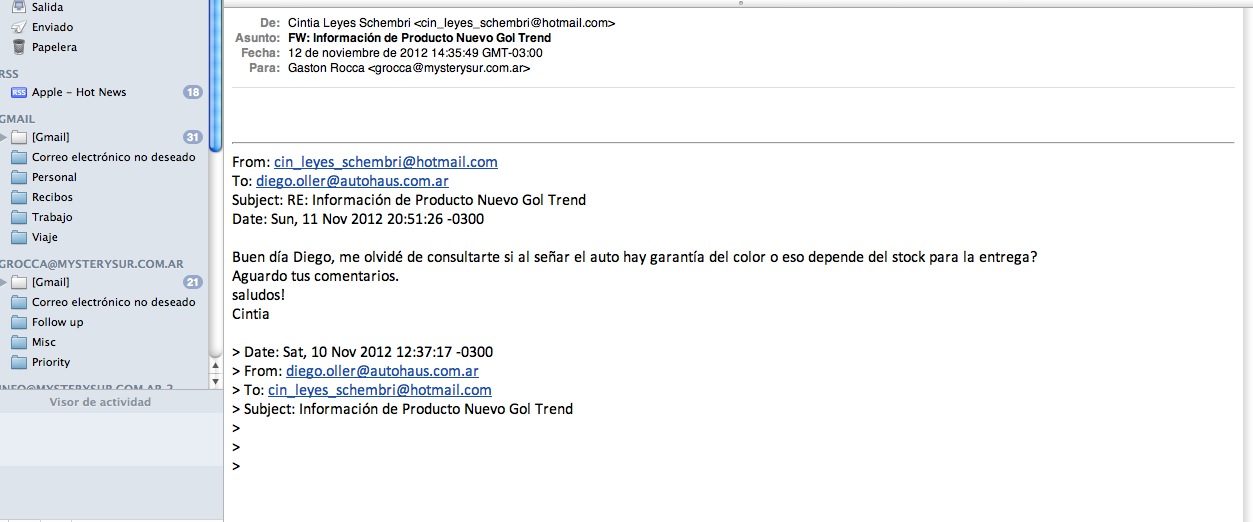 Salida
Enviado
Papelera
RSS
RSS Apple – Hot News 18
GMAIL
[Gmail] 31
Correo electrónico no deseado
Personal
Recibos
Trabajo
Viaje
GROCCA@MYSTERYSUR.COM.AR
[Gmail] 21
Correo electrónico no deseado
Follow up
Misc
Priority
INFO@MYSTERYSUR.COM.AR 2
Visor de actividad
De: Cintia Leyes Schembri <cin_leyes_schembri@hotmail.com>
Asunto: FW: Información de Producto Nuevo Gol Trend
Fecha: 12 de noviembre de 2012 14:35:49 GMT-03:00
Para: Gaston Rocca <grocca@mysterysur.com.ar>
From: cin_leyes_schembri@hotmail.com
To: diego.oller@autohaus.com.ar
Subject: RE: Información de Producto Nuevo Gol Trend
Date: Sun, 11 Nov 2012 20:51:26 -0300
Buen día Diego, me olvidé de consultarte si al señar el auto hay garantía del color o eso depende del stock para la entrega?
Aguardo tus comentarios.
saludos!
Cintia
> Date: Sat, 10 Nov 2012 12:37:17 -0300
> From: diego.oller@autohaus.com.ar
> To: cin_leyes_schembri@hotmail.com
> Subject: Información de Producto Nuevo Gol Trend
>
>
>